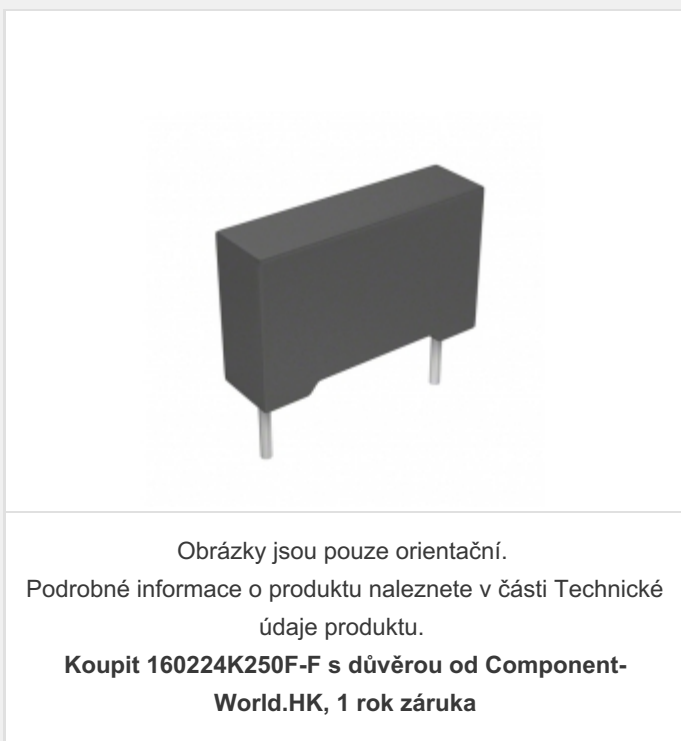 Obrázky jsou pouze orientační.
Podrobné informace o produktu naleznete v části Technické
údaje produktu.
Koupit 160224K250F-F s důvěrou od Component-
World.HK, 1 rok záruka